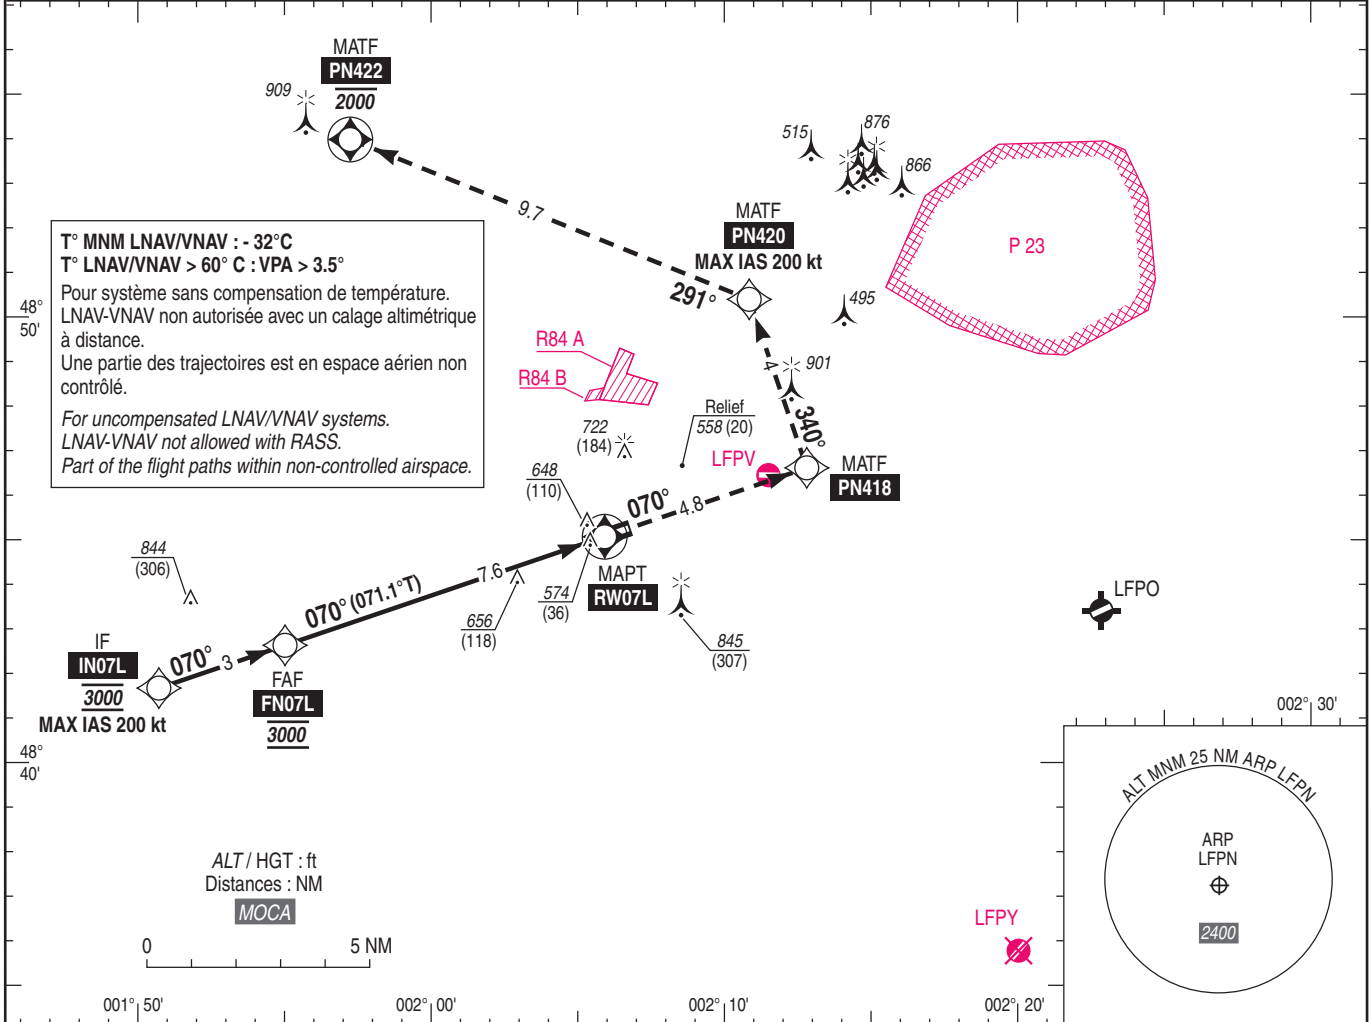 MATF
PN422
2000
909
515
876
866
9.7
MATF
PN420
MAX IAS 200 kt
291°
P 23
T° MNM LNAV/VNAV : - 32°C
T° LNAV/VNAV > 60° C : VPA > 3.5°
Pour système sans compensation de température.
LNAV-VNAV non autorisée avec un calage altimétrique
à distance.
Une partie des trajectoires est en espace aérien non
contrôlé.
For uncompensated LNAV/VNAV systems.
LNAV-VNAV not allowed with RASS.
Part of the flight paths within non-controlled airspace.
48°
50'
495
R84 A
R84 B
4
901
340°
722
(184)
Relief
558 (20)
LFPV
MATF
PN418
648
(110)
070°
4.8
844
(306)
070° (071.1°T)
7.6
656
(118)
574
(36)
MAPT
RW07L
845
(307)
LFPO
IF
IN07L
3000
MAX IAS 200 kt
070°
3
FAF
FN07L
3000
48°
40'
002° 30'
ALT MNM 25 NM ARP LFPN
ARP
LFPN
2400
ALT / HGT : ft
Distances : NM
MOCA
0
5 NM
LFPY
001° 50'
002° 00'
002° 10'
002° 20'